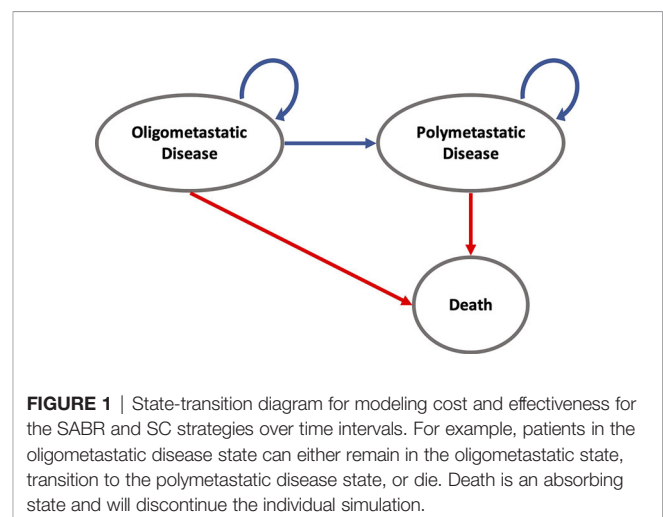 Oligometastatic
Disease
Polymetastatic
Disease
Death
FIGURE 1 | State-transition diagram for modeling cost and effectiveness for
the SABR and SC strategies over time intervals. For example, patients in the
oligometastatic disease state can either remain in the oligometastatic state,
transition to the polymetastatic disease state, or die. Death is an absorbing
state and will discontinue the individual simulation.